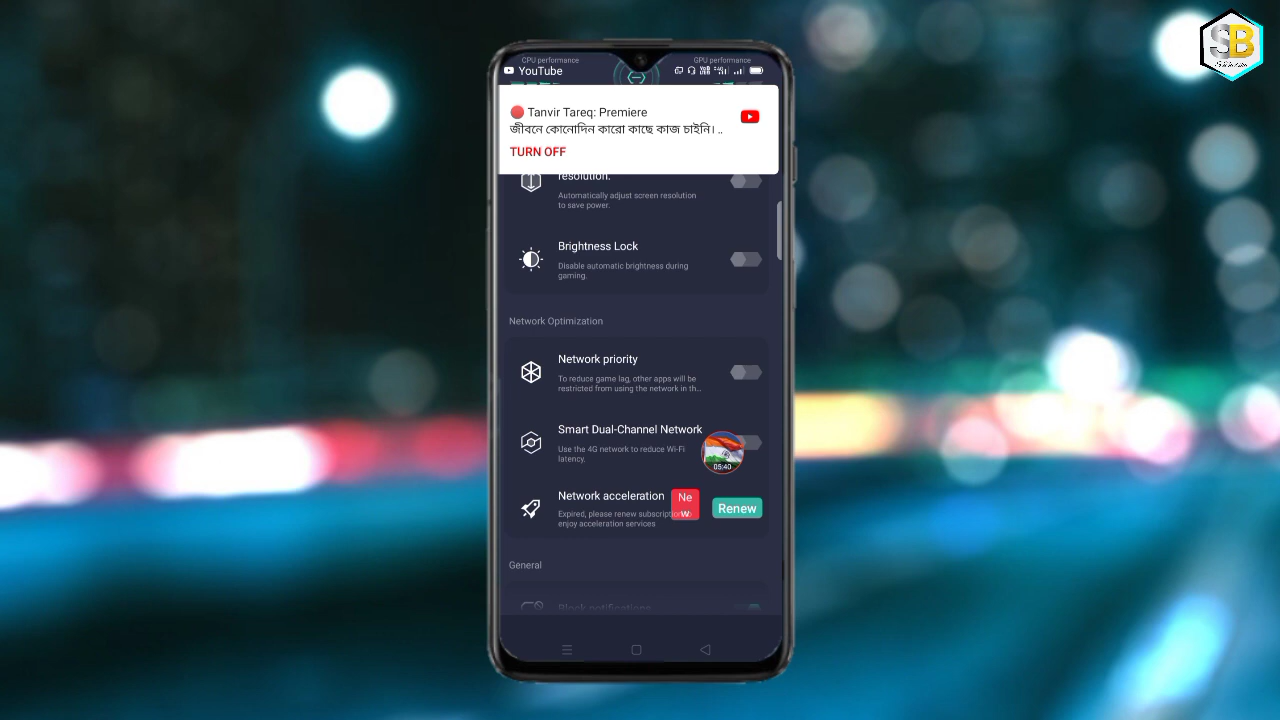 SB
CPU performance
GPU performance
YouTube
Tanvir Tareq: Premiere
জীবনে কোনোদিন কারো কাছে কাজ চাইনি। ..
TURN OFF
resolution.
Automatically adjust screen resolution
to save power.
Brightness Lock
Disable automatic brightness during
gaming.
Network Optimization
Network priority
To reduce game lag, other apps will be
restricted from using the network in th...
Smart Dual-Channel Network
Use the 4G network to reduce Wi-Fi
latency.
05:40
Network acceleration
Ne
w
Expired, please renew subscription to
enjoy acceleration services
Renew
General
Block notifications